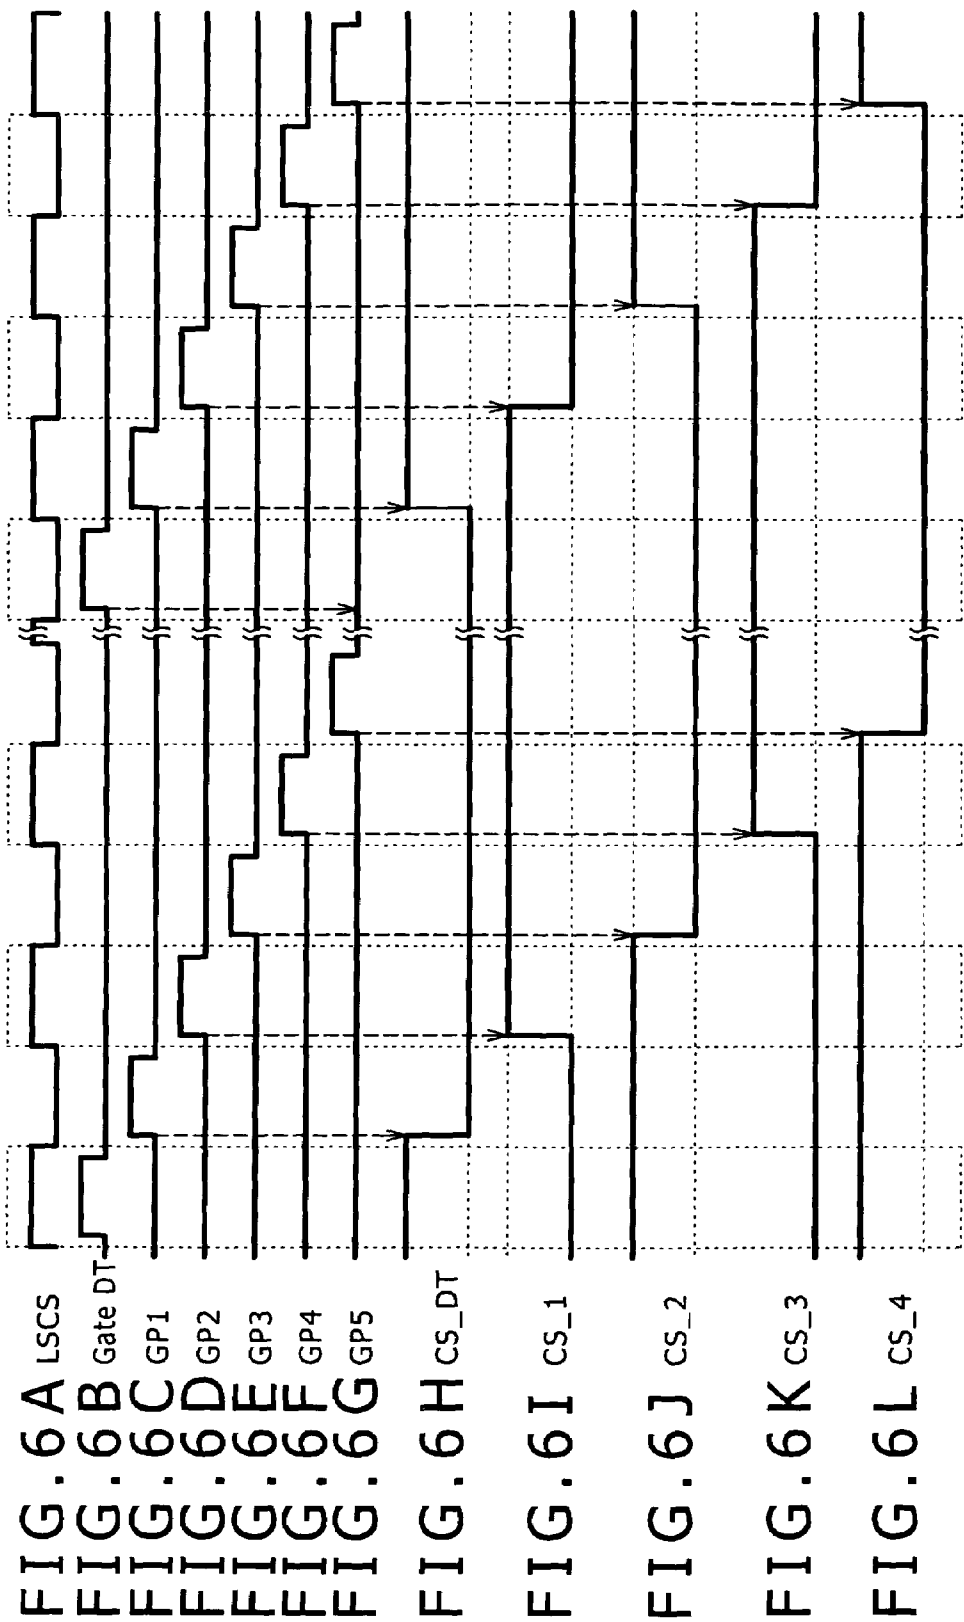 FIG.6A LSCS
FIG.6B Gate DT
FIG.6C GP1
FIG.6D GP2
FIG.6E GP3
FIG.6F GP4
FIG.6G GP5
FIG.6H CS_DT
FIG.6I CS_1
FIG.6J CS_2
FIG.6K CS_3
FIG.6L CS_4